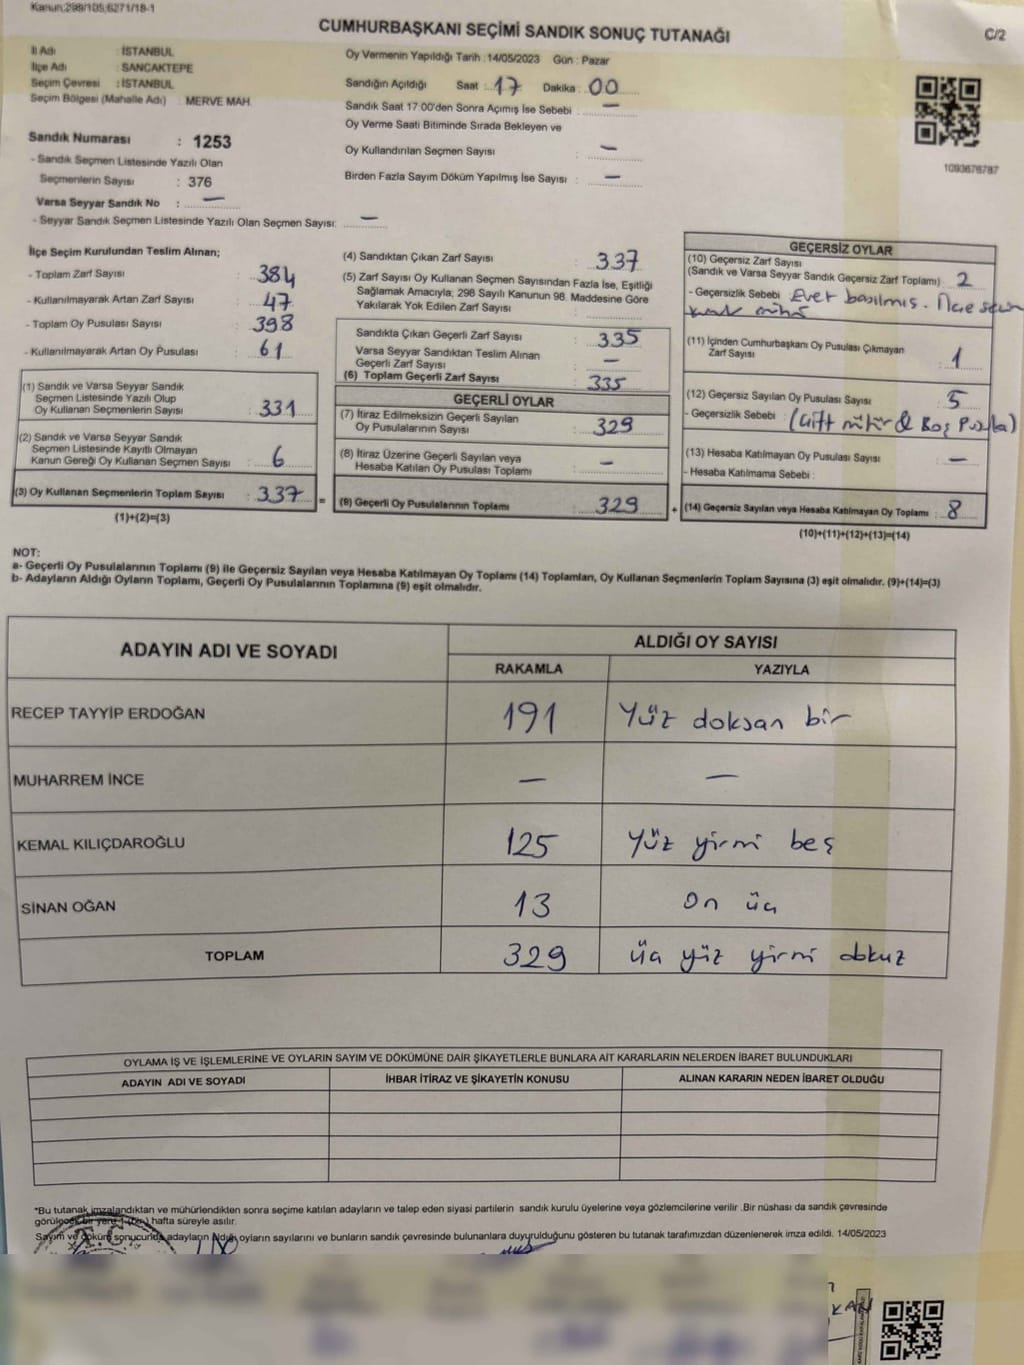 Kanun;298/105,6271/18-1
CUMHURBAŞKANI SEÇİMİ SANDIK SONUÇ TUTANAĞI
C/2
İl Adı : İSTANBUL
İlçe Adı : SANCAKTEPE
Seçim Çevresi : İSTANBUL
Seçim Bölgesi (Mahalle Adı) : MERVE MAH.
Oy Vermenin Yapıldığı Tarih : 14/05/2023 Gün : Pazar
Sandığın Açıldığı Saat : 17 Dakika : 00
Sandık Saat 17:00'den Sonra Açımış İse Sebebi : —
Oy Verme Saati Bitiminde Sırada Bekleyen ve
Oy Kullandırılan Seçmen Sayısı : —
Birden Fazla Sayım Döküm Yapılmış İse Sayısı : —
1093676787
Sandık Numarası : 1253
- Sandık Seçmen Listesinde Yazılı Olan
Seçmenlerin Sayısı : 376
Varsa Seyyar Sandık No : —
- Seyyar Sandık Seçmen Listesinde Yazılı Olan Seçmen Sayısı: —
İlçe Seçim Kurulundan Teslim Alınan;
- Toplam Zarf Sayısı : 384
- Kullanılmayarak Artan Zarf Sayısı : 47
- Toplam Oy Pusulası Sayısı : 398
- Kullanılmayarak Artan Oy Pusulası : 61
(1) Sandık ve Varsa Seyyar Sandık
Seçmen Listesinde Yazılı Olup
Oy Kullanan Seçmenlerin Sayısı : 331
(2) Sandık ve Varsa Seyyar Sandık
Seçmen Listesinde Kayıtlı Olmayan
Kanun Gereği Oy Kullanan Seçmen Sayısı : 6
(3) Oy Kullanan Seçmenlerin Toplam Sayısı : 337
(1)+(2)=(3)
(4) Sandıktan Çıkan Zarf Sayısı : 337
(5) Zarf Sayısı Oy Kullanan Seçmen Sayısından Fazla İse, Eşitliği
Sağlamak Amacıyla; 298 Sayılı Kanunun 98. Maddesine Göre
Yakılarak Yok Edilen Zarf Sayısı :
Sandıkta Çıkan Geçerli Zarf Sayısı : 335
Varsa Seyyar Sandıktan Teslim Alınan
Geçerli Zarf Sayısı : —
(6) Toplam Geçerli Zarf Sayısı : 335
GEÇERLİ OYLAR
(7) İtiraz Edilmeksizin Geçerli Sayılan
Oy Pusulalarının Sayısı : 329
(8) İtiraz Üzerine Geçerli Sayılan veya
Hesaba Katılan Oy Pusulası Toplamı : —
= (9) Geçerli Oy Pusulalarının Toplamı : 329
GEÇERSİZ OYLAR
(10) Geçersiz Zarf Sayısı
(Sandık ve Varsa Seyyar Sandık Geçersiz Zarf Toplam) : 2
- Geçersizlik Sebebi : Evet basılmış. İlçe seçim
mührü
(11) İçinden Cumhurbaşkanı Oy Pusulası Çıkmayan
Zarf Sayısı : 1
(12) Geçersiz Sayılan Oy Pusulası Sayısı : 5
- Geçersizlik Sebebi : (Çift mühür & Boş Pusula)
(13) Hesaba Katılmayan Oy Pusulası Sayısı : —
- Hesaba Katılmama Sebebi :
+ (14) Geçersiz Sayılan veya Hesaba Katılmayan Oy Toplamı : 8
(10)+(11)+(12)+(13)=(14)
NOT:
a- Geçerli Oy Pusulalarının Toplamı (9) ile Geçersiz Sayılan veya Hesaba Katılmayan Oy Toplamı (14) Toplamları, Oy Kullanan Seçmenlerin Toplam Sayısına (3) eşit olmalıdır. (9)+(14)=(3)
b- Adayların Aldığı Oyların Toplamı, Geçerli Oy Pusulalarının Toplamına (9) eşit olmalıdır.
ADAYIN ADI VE SOYADI
ALDIĞI OY SAYISI
RAKAMLA YAZIYLA
RECEP TAYYİP ERDOĞAN 191 Yüz doksan bir
MUHARREM İNCE — —
KEMAL KILIÇDAROĞLU 125 Yüz yirmi beş
SİNAN OĞAN 13 On üç
TOPLAM 329 üç yüz yirmi dokuz
OYLAMA İŞ VE İŞLEMLERİNE VE OYLARIN SAYIM VE DÖKÜMÜNE DAİR ŞİKAYETLERLE BUNLARA AİT KARARLARIN NELERDEN İBARET BULUNDUKLARI
ADAYIN ADI VE SOYADI İHBAR İTİRAZ VE ŞİKAYETİN KONUSU ALINAN KARARIN NEDEN İBARET OLDUĞU
*Bu tutanak imzalandıktan ve mühürlendikten sonra seçime katılan adayların ve talep eden siyasi partilerin sandık kurulu üyelerine veya gözlemcilerine verilir .Bir nüshası da sandık çevresinde
görülecek bir yere 1 (bir) hafta süreyle asılır.
Sayım ve döküm sonucunda adayların aldığı oyların sayılarını ve bunların sandık çevresinde bulunanlara duyurulduğunu gösteren bu tutanak tarafımızdan düzenlenerek imza edildi. 14/05/2023
T.C.